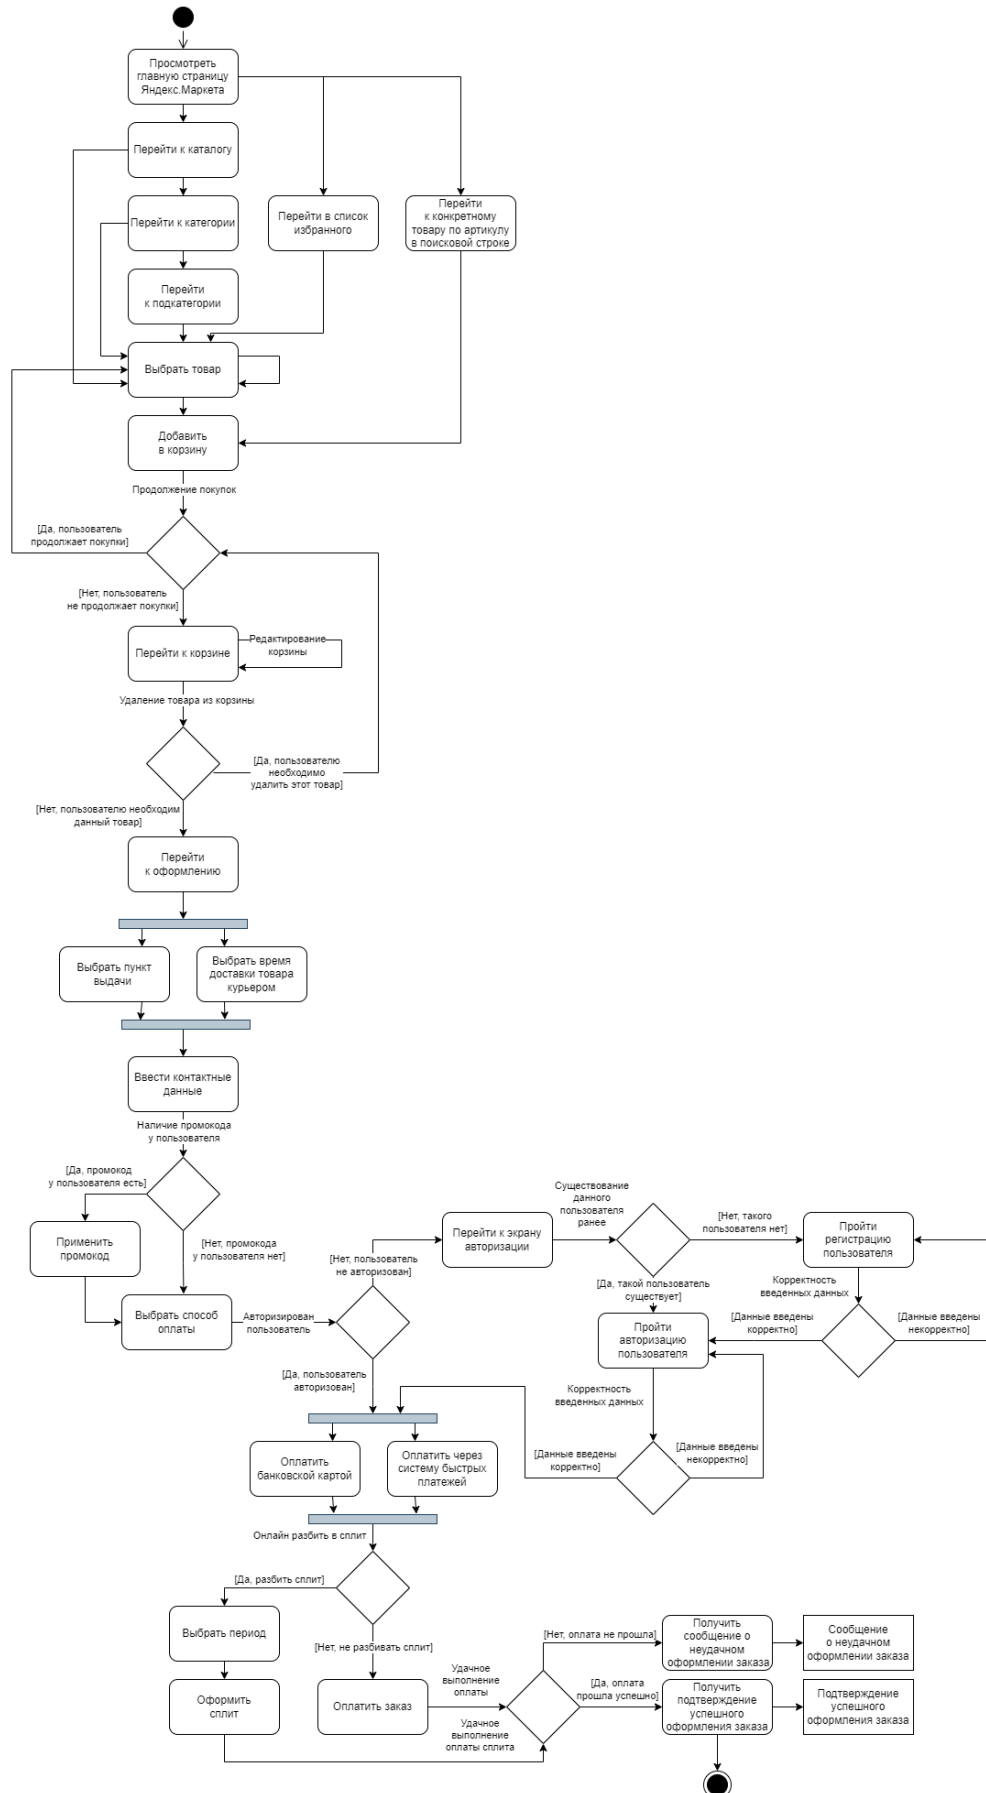 Просмотреть
главную страницу
Яндекс.Маркета
Перейти к каталогу
Перейти к категории
Перейти в список
избранного
Перейти
к конкретному
товару по артикулу
в поисковой строке
Перейти
к подкатегории
Выбрать товар
Добавить
в корзину
Продолжение покупок
[Да, пользователь
продолжает покупки]
[Нет, пользователь
не продолжает покупки]
Перейти к корзине
Редактирование
корзины
Удаление товара из корзины
[Да, пользователю
необходимо
удалить этот товар]
[Нет, пользователю необходим
данный товар]
Перейти
к оформлению
Выбрать пункт
выдачи
Выбрать время
доставки товара
курьером
Ввести контактные
данные
Наличие промокода
у пользователя
[Да, промокод
у пользователя есть]
Применить
промокод
[Нет, промокода
у пользователя нет]
Выбрать способ
оплаты
Авторизирован
пользователь
[Нет, пользователь
не авторизован]
[Да, пользователь
авторизован]
Перейти к экрану
авторизации
Существование
данного
пользователя
ранее
[Нет, такого
пользователя нет]
Пройти
регистрацию
пользователя
[Да, такой пользователь
существует]
Корректность
введенных данных
[Данные введены
корректно]
[Данные введены
некорректно]
Пройти
авторизацию
пользователя
Корректность
введенных данных
[Данные введены
корректно]
[Данные введены
некорректно]
Оплатить
банковской картой
Оплатить через
систему быстрых
платежей
Онлайн разбить в сплит
[Да, разбить сплит]
[Нет, не разбивать сплит]
Выбрать период
Оформить
сплит
Оплатить заказ
Удачное
выполнение
оплаты
Удачное
выполнение
оплаты сплита
[Нет, оплата не прошла]
[Да, оплата
прошла успешно]
Получить
сообщение о
неудачном
оформлении заказа
Сообщение
о неудачном
оформлении заказа
Получить
подтверждение
успешного
оформления заказа
Подтверждение
успешного
оформления заказа